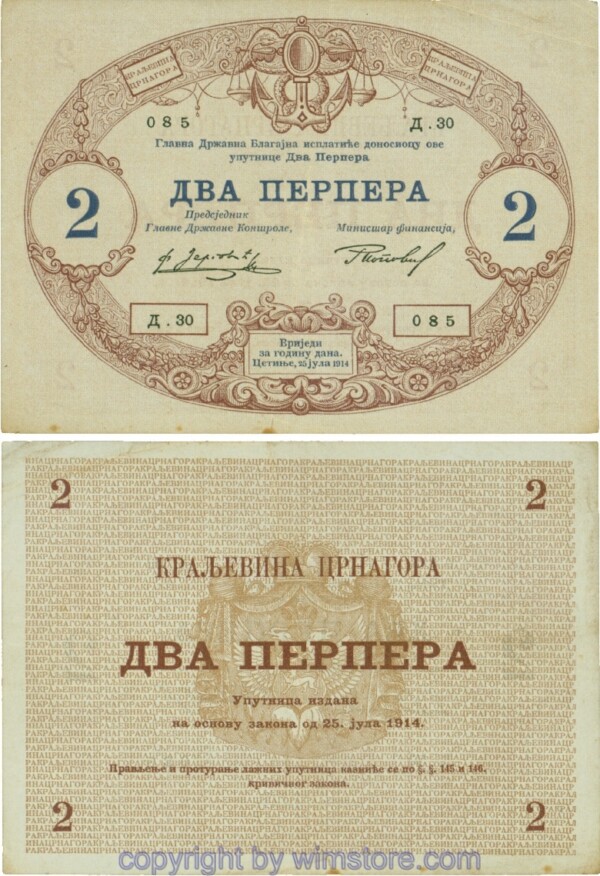 КРАЉЕВИНА
ЦРНАГОРА
КРАЉЕВИНА
ЦРНАГОРА
085
Д. 30
Главна Државна Благајна исплатиће доносиоцу ове
упутнице Два Перпера
2
ДВА ПЕРПЕРА
2
Предсједник
Главне Државне Контроле,
Министар финансија,
Д. 30
085
Вриједи
за годину дана.
Цетиње, 25 јула 1914
2
2
КРАЉЕВИНА ЦРНАГОРА
ДВА ПЕРПЕРА
Упутница издана
на основу закона од 25. јула 1914.
Прављење и протурање лажних упутница казниће се по §. §. 145 и 146.
кривичног закона.
2
2
copyright by wimstore.com